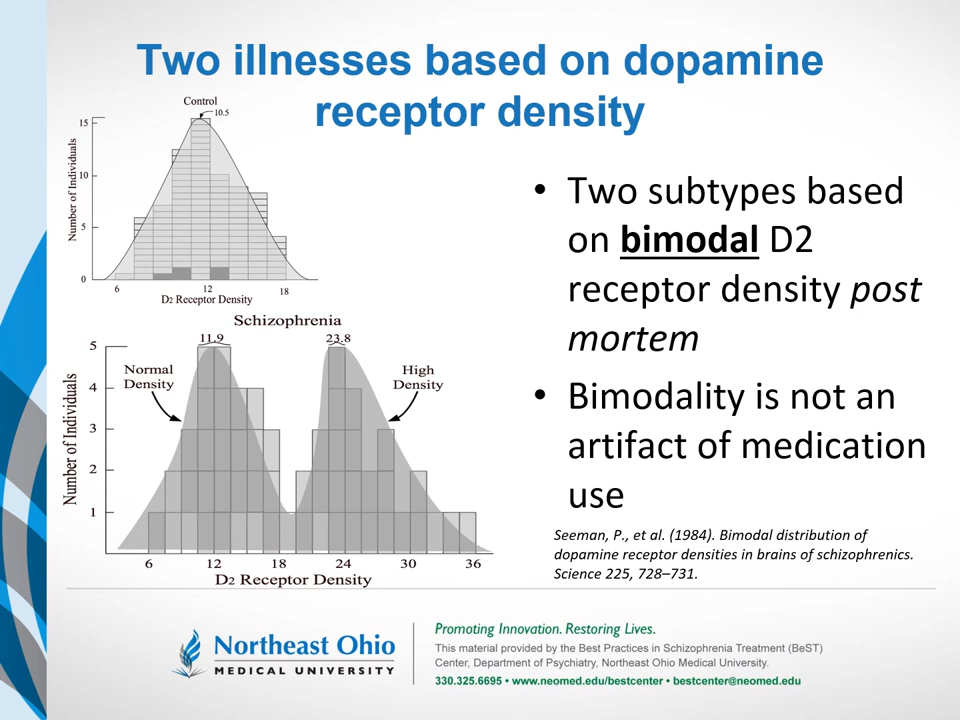 Two illnesses based on dopamine
receptor density
Control
10.5
Number of Individuals
15
10
5
0
6 12 18
D2 Receptor Density
Schizophrenia
11.9 23.8
Normal
Density
High
Density
Number of Individuals
5
4
3
2
1
6 12 18 24 30 36
D2 Receptor Density
• Two subtypes based
on bimodal D2
receptor density post
mortem
• Bimodality is not an
artifact of medication
use
Seeman, P., et al. (1984). Bimodal distribution of
dopamine receptor densities in brains of schizophrenics.
Science 225, 728–731.
Northeast Ohio
MEDICAL UNIVERSITY
Promoting Innovation. Restoring Lives.
This material provided by the Best Practices in Schizophrenia Treatment (BeST)
Center, Department of Psychiatry, Northeast Ohio Medical University.
330.325.6695 • www.neomed.edu/bestcenter • bestcenter@neomed.edu